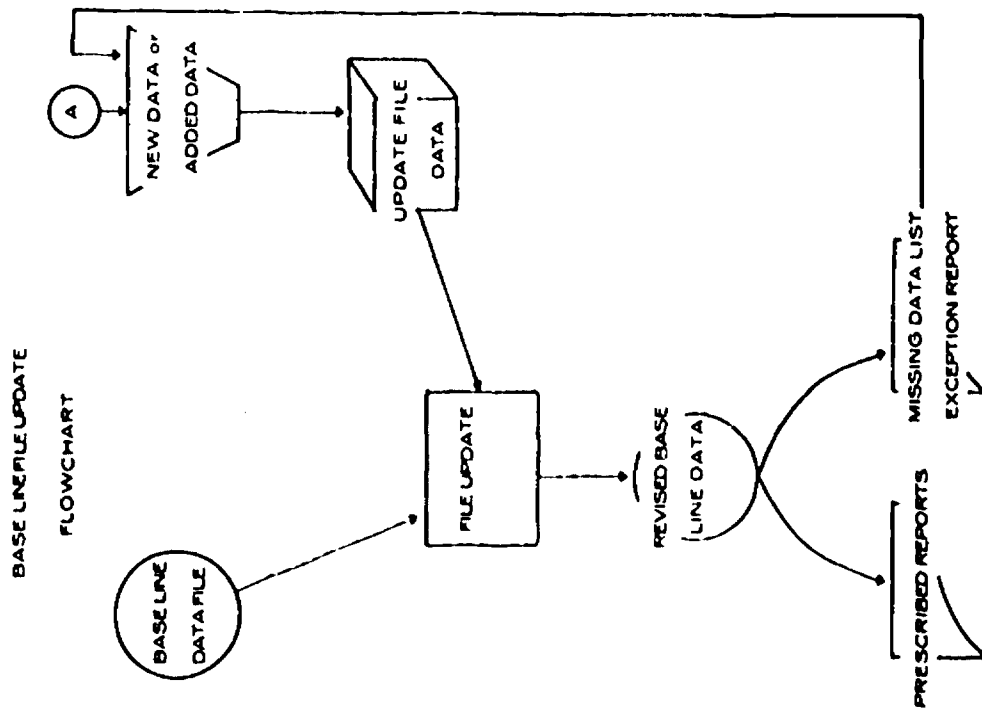 BASE LINE FILE UPDATE
FLOWCHART
A
NEW DATA or
ADDED DATA
UPDATE FILE
DATA
BASE LINE
DATA FILE
FILE UPDATE
REVISED BASE
LINE DATA
PRESCRIBED REPORTS
MISSING DATA LIST
EXCEPTION REPORT